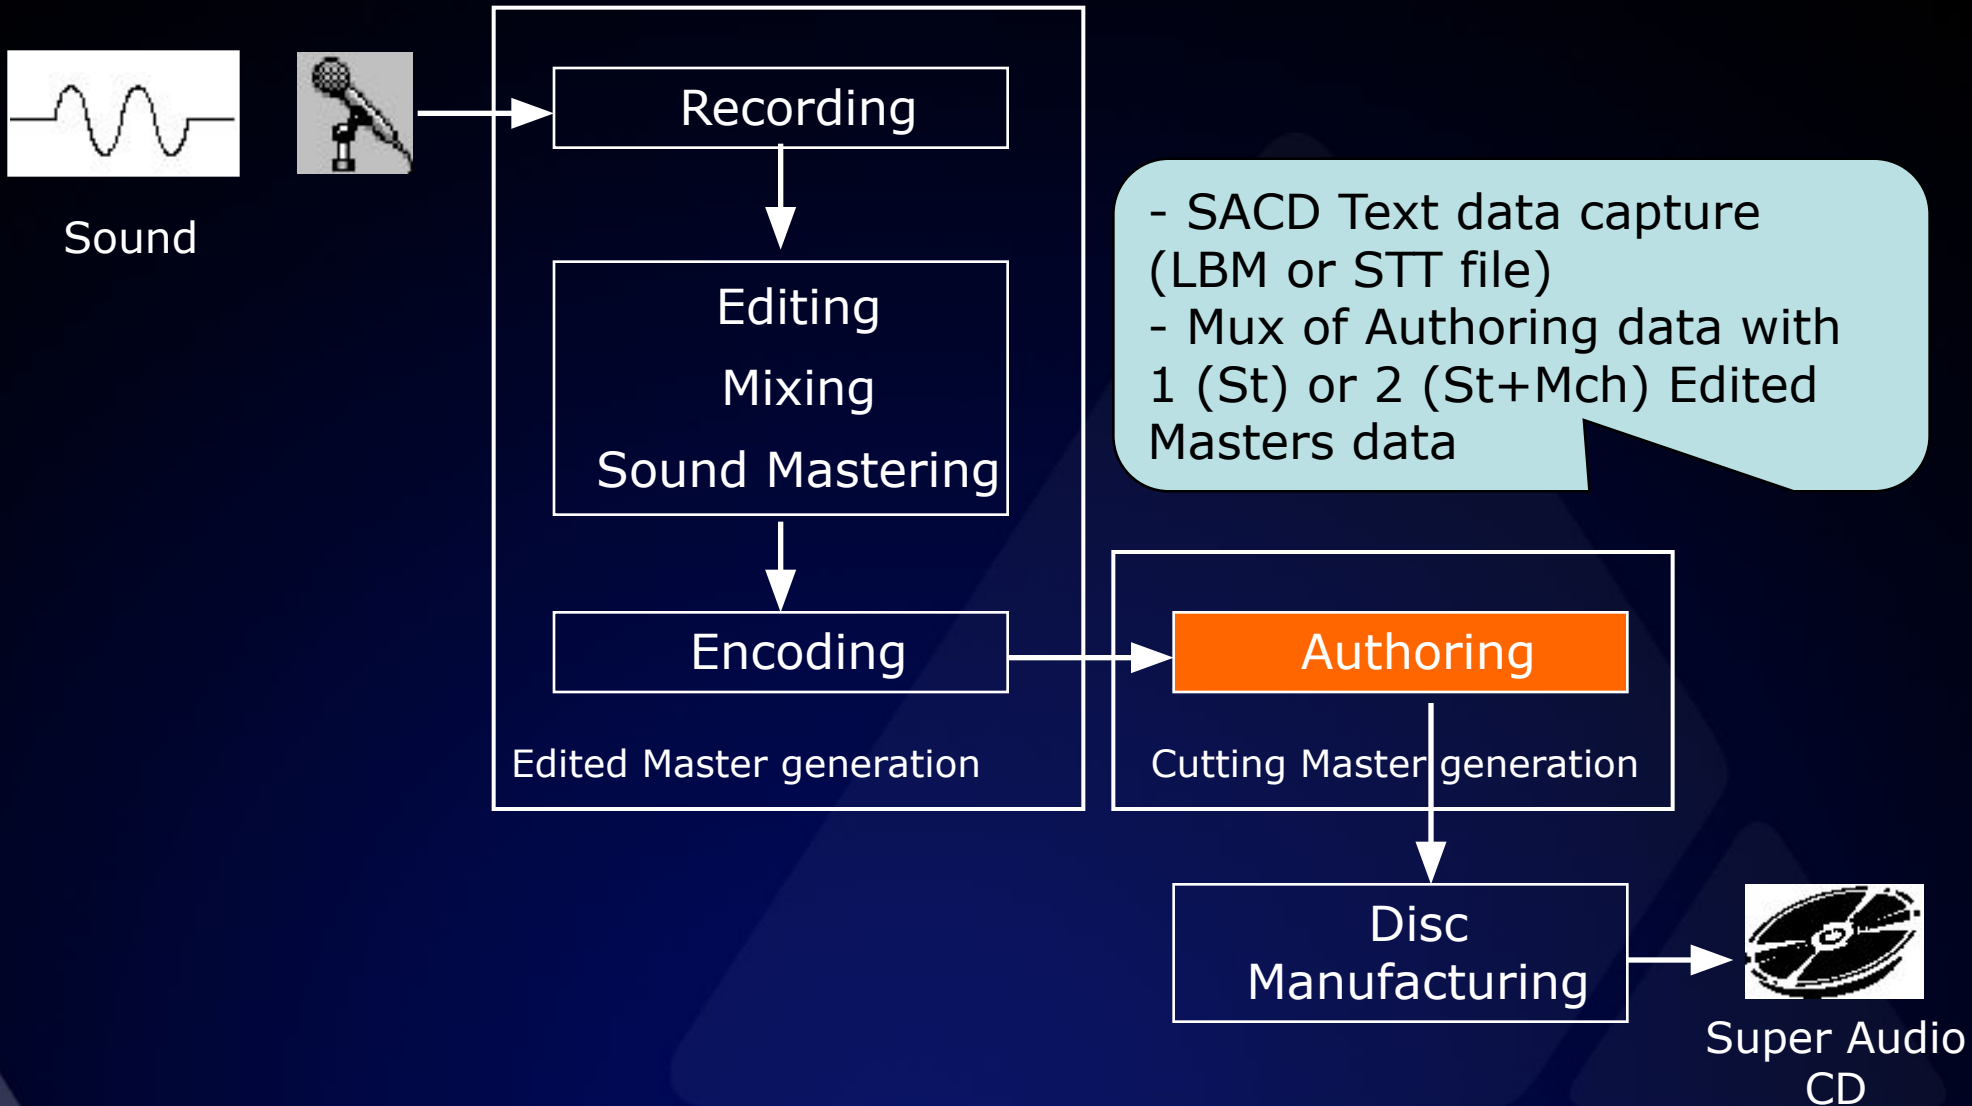 Sound
Recording
Editing
Mixing
Sound Mastering
Encoding
Edited Master generation
- SACD Text data capture
(LBM or STT file)
- Mux of Authoring data with
1 (St) or 2 (St+Mch) Edited
Masters data
Authoring
Cutting Master generation
Disc
Manufacturing
Super Audio
CD